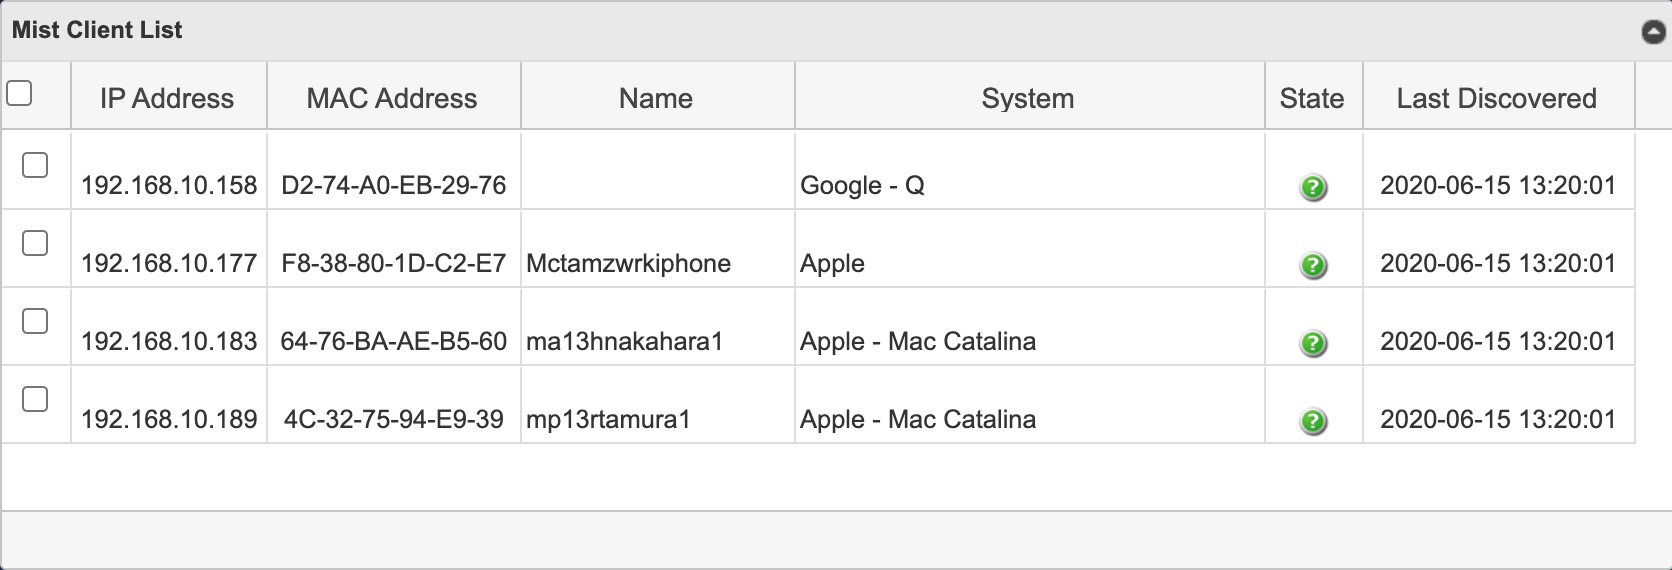 Mist Client List
IP Address MAC Address Name System State Last Discovered
192.168.10.158 D2-74-A0-EB-29-76 Google - Q ? 2020-06-15 13:20:01
192.168.10.177 F8-38-80-1D-C2-E7 Mctamzwrkiphone Apple ? 2020-06-15 13:20:01
192.168.10.183 64-76-BA-AE-B5-60 ma13hnakahara1 Apple - Mac Catalina ? 2020-06-15 13:20:01
192.168.10.189 4C-32-75-94-E9-39 mp13rtamura1 Apple - Mac Catalina ? 2020-06-15 13:20:01